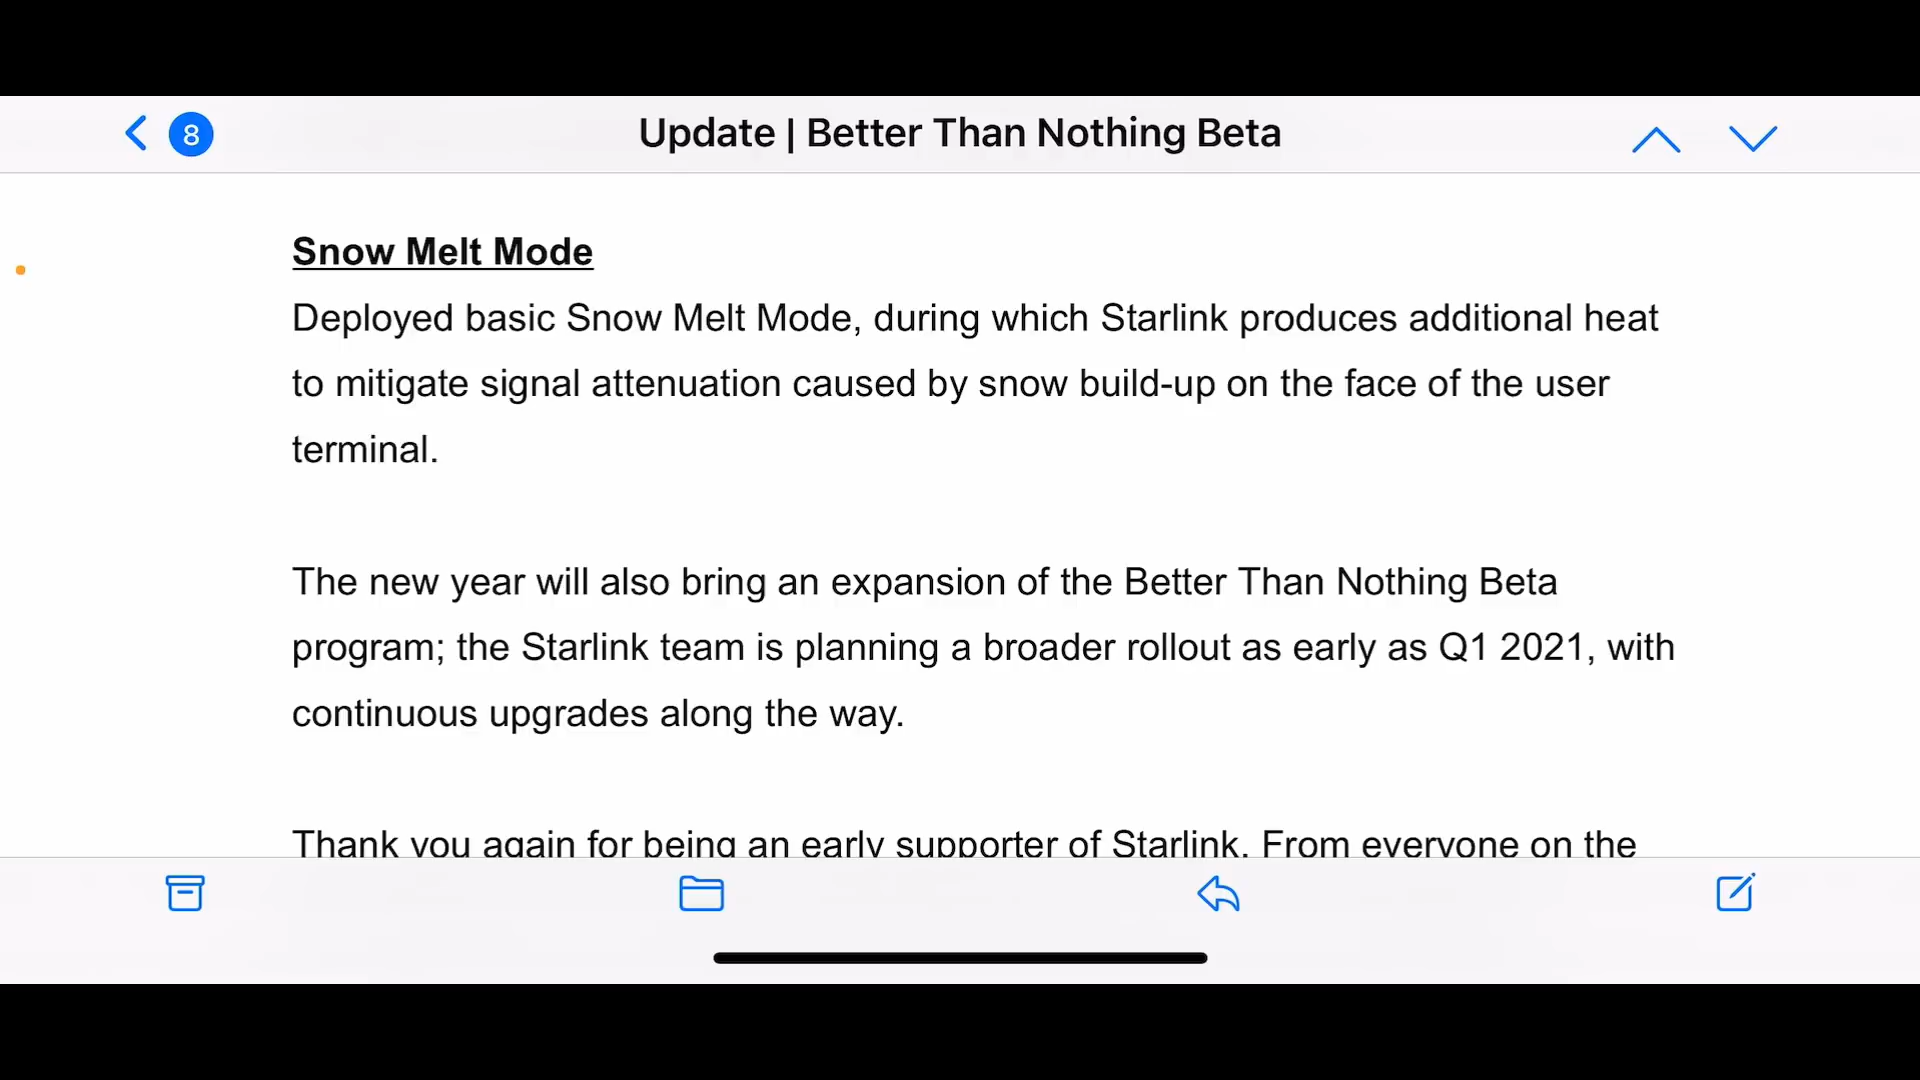 8
Update | Better Than Nothing Beta
Snow Melt Mode
Deployed basic Snow Melt Mode, during which Starlink produces additional heat
to mitigate signal attenuation caused by snow build-up on the face of the user
terminal.
The new year will also bring an expansion of the Better Than Nothing Beta
program; the Starlink team is planning a broader rollout as early as Q1 2021, with
continuous upgrades along the way.
Thank you again for being an early supporter of Starlink. From everyone on the